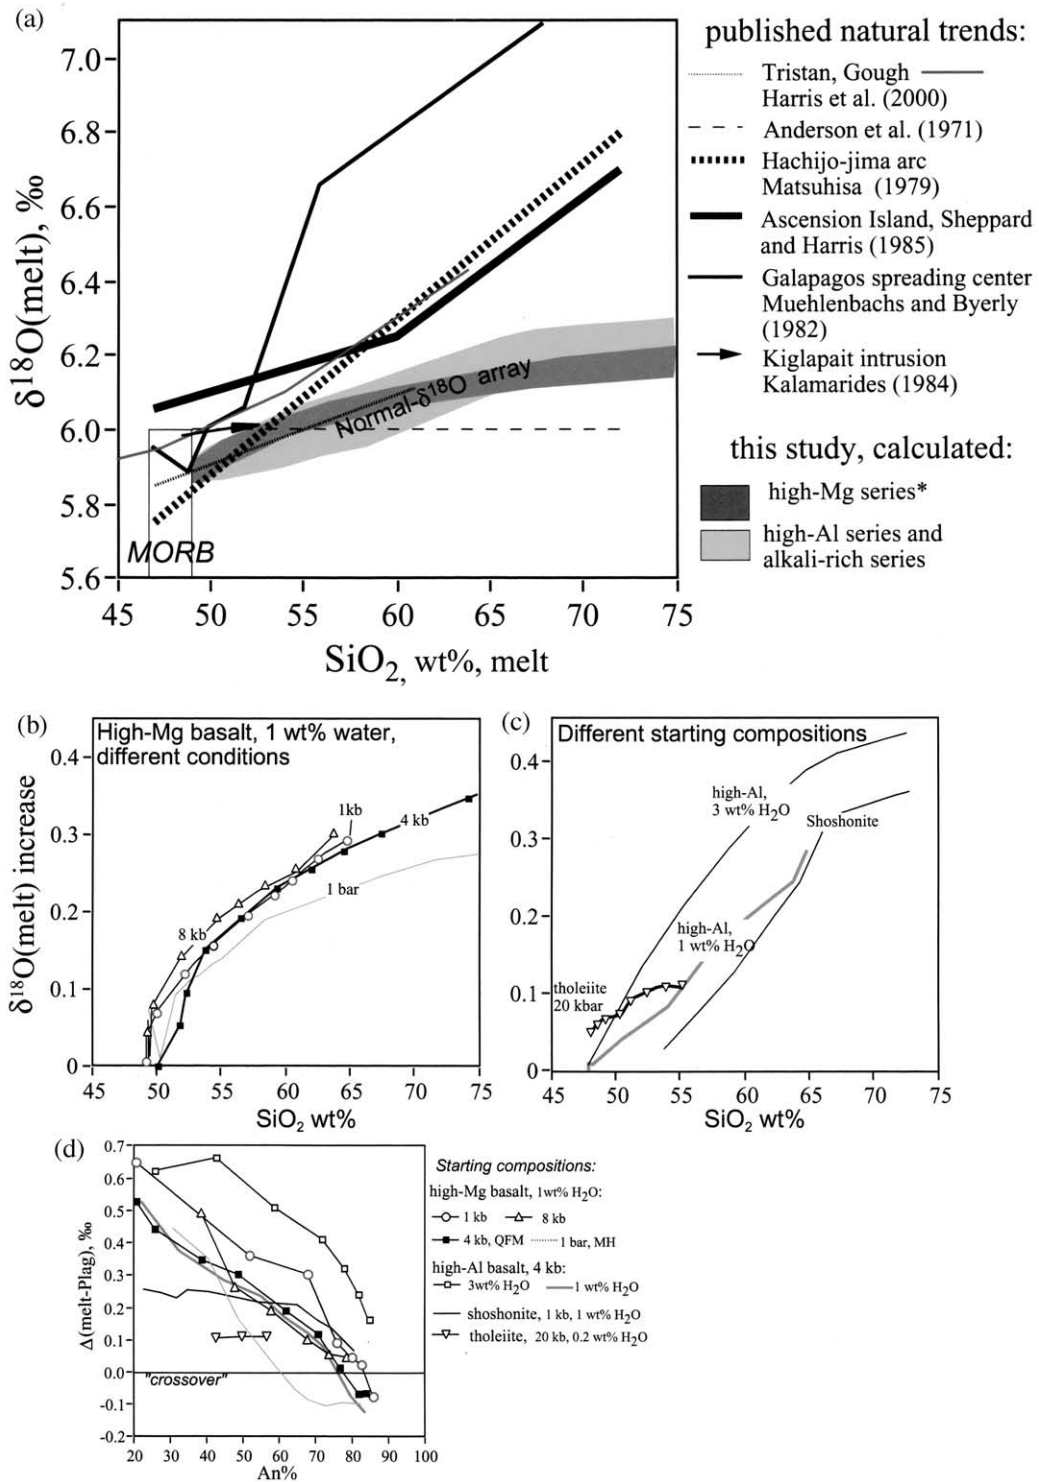 (a)
7.0
6.8
6.6
6.4
6.2
6.0
5.8
5.6
δ¹⁸O(melt), ‰
45 50 55 60 65 70 75
SiO₂, wt%, melt
MORB
Normal-δ¹⁸O array
published natural trends:
Tristan, Gough
Harris et al. (2000)
Anderson et al. (1971)
Hachijo-jima arc
Matsuhisa (1979)
Ascension Island, Sheppard
and Harris (1985)
Galapagos spreading center
Muehlenbachs and Byerly
(1982)
Kiglapait intrusion
Kalamarides (1984)
this study, calculated:
high-Mg series*
high-Al series and
alkali-rich series
(b)
High-Mg basalt, 1 wt% water,
different conditions
0.4
0.3
0.2
0.1
0
δ¹⁸O(melt) increase
1kb
4 kb
1 bar
8 kb
45 50 55 60 65 70 75
SiO₂ wt%
(c)
Different starting compositions
0.4
0.3
0.2
0.1
0
high-Al,
3 wt% H₂O
Shoshonite
high-Al,
1 wt% H₂O
tholeiite
20 kbar
45 50 55 60 65 70 75
SiO₂ wt%
(d)
0.7
0.6
0.5
0.4
0.3
0.2
0.1
0.0
-0.1
-0.2
Δ(melt-Plag), ‰
"crossover"
20 30 40 50 60 70 80 90 100
An%
Starting compositions:
high-Mg basalt, 1wt% H₂O:
1 kb 8 kb
4 kb, QFM 1 bar, MH
high-Al basalt, 4 kb:
3wt% H₂O 1 wt% H₂O
shoshonite, 1 kb, 1 wt% H₂O
tholeiite, 20 kb, 0.2 wt% H₂O